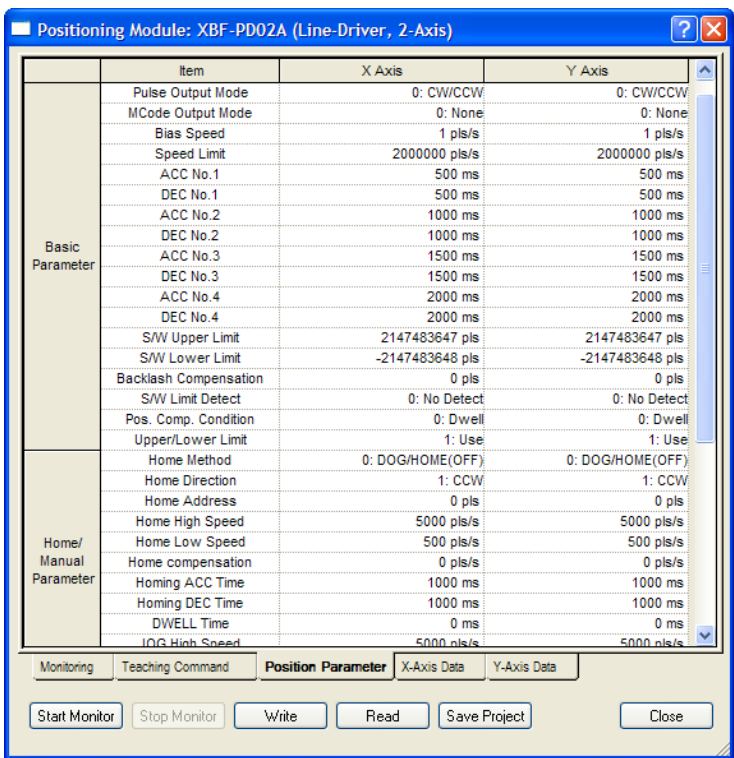 Positioning Module: XBF-PD02A (Line-Driver, 2-Axis)
Item X Axis Y Axis
Basic Parameter
Pulse Output Mode 0: CW/CCW 0: CW/CCW
MCode Output Mode 0: None 0: None
Bias Speed 1 pls/s 1 pls/s
Speed Limit 2000000 pls/s 2000000 pls/s
ACC No.1 500 ms 500 ms
DEC No.1 500 ms 500 ms
ACC No.2 1000 ms 1000 ms
DEC No.2 1000 ms 1000 ms
ACC No.3 1500 ms 1500 ms
DEC No.3 1500 ms 1500 ms
ACC No.4 2000 ms 2000 ms
DEC No.4 2000 ms 2000 ms
S/W Upper Limit 2147483647 pls 2147483647 pls
S/W Lower Limit -2147483648 pls -2147483648 pls
Backlash Compensation 0 pls 0 pls
S/W Limit Detect 0: No Detect 0: No Detect
Pos. Comp. Condition 0: Dwell 0: Dwell
Upper/Lower Limit 1: Use 1: Use
Home/ Manual Parameter
Home Method 0: DOG/HOME(OFF) 0: DOG/HOME(OFF)
Home Direction 1: CCW 1: CCW
Home Address 0 pls 0 pls
Home High Speed 5000 pls/s 5000 pls/s
Home Low Speed 500 pls/s 500 pls/s
Home compensation 0 pls/s 0 pls/s
Homing ACC Time 1000 ms 1000 ms
Homing DEC Time 1000 ms 1000 ms
DWELL Time 0 ms 0 ms
JOG High Speed 5000 pls/s 5000 pls/s
Monitoring Teaching Command Position Parameter X-Axis Data Y-Axis Data
Start Monitor Stop Monitor Write Read Save Project Close